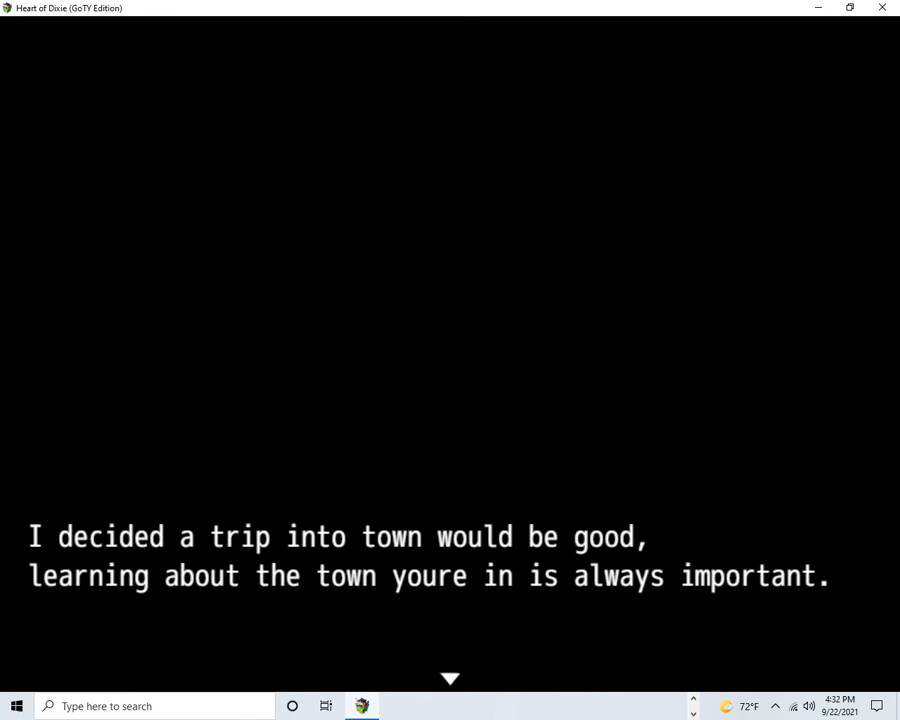 Heart of Dixie (GoTY Edition)
I decided a trip into town would be good,
learning about the town youre in is always important.
Type here to search
72°F
4:32 PM
9/22/2021